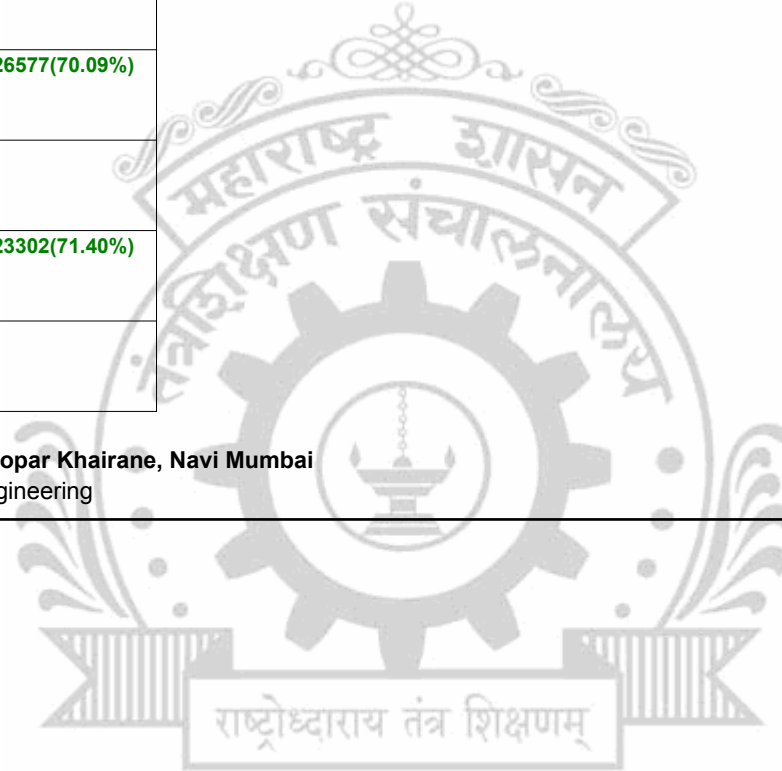 26577(70.09%)
महाराष्ट्र शासन
तंत्रशिक्षण संचालनालय
23302(71.40%)
opar Khairane, Navi Mumbai
gineering
राष्ट्रोध्दाराय तंत्र शिक्षणम्